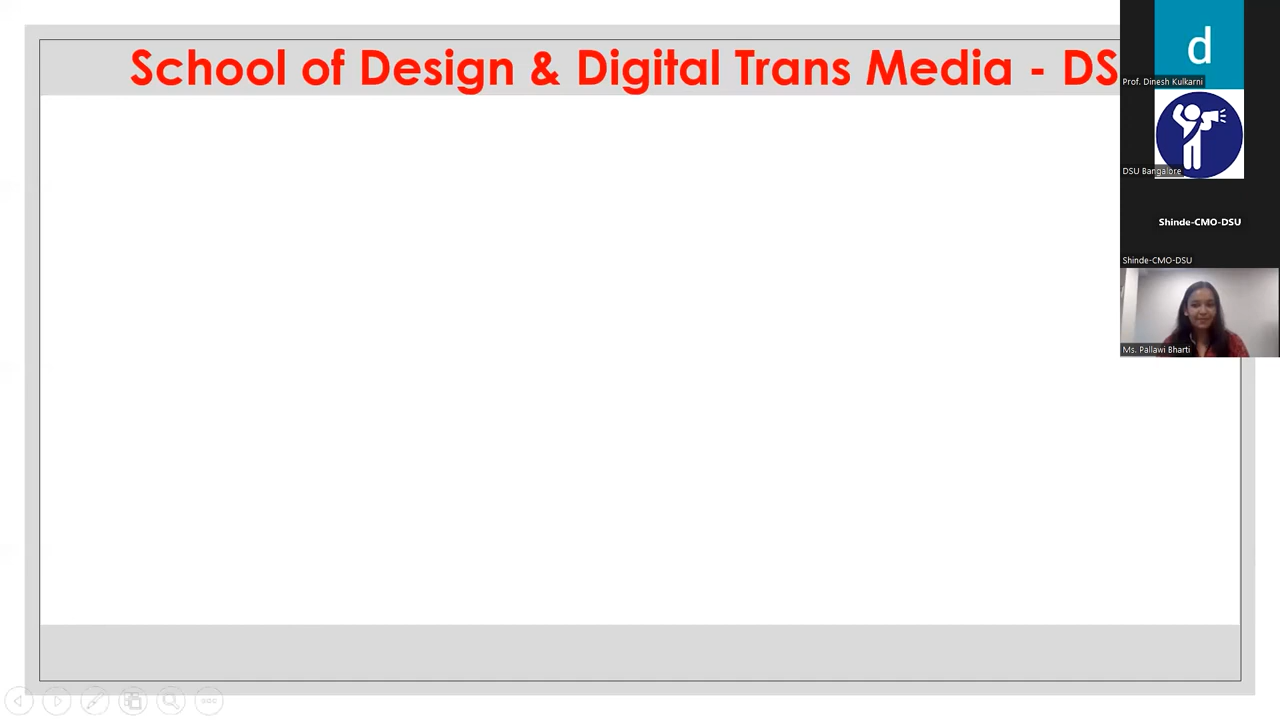 School of Design & Digital Trans Media - DS
d
Prof. Dinesh Kulkarni
DSU Bangalore
Shinde-CMO-DSU
Shinde-CMO-DSU
Ms. Pallawi Bharti